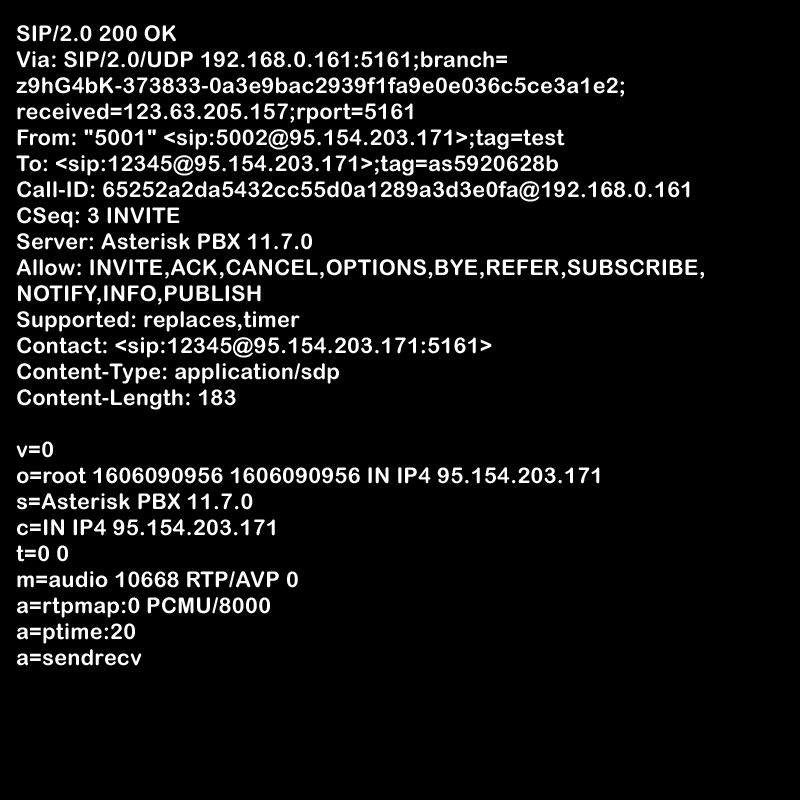 SIP/2.0 200 OK
Via: SIP/2.0/UDP 192.168.0.161:5161;branch=
z9hG4bK-373833-0a3e9bac2939f1fa9e0e036c5ce3a1e2;
received=123.63.205.157;rport=5161
From: "5001" <sip:5002@95.154.203.171>;tag=test
To: <sip:12345@95.154.203.171>;tag=as5920628b
Call-ID: 65252a2da5432cc55d0a1289a3d3e0fa@192.168.0.161
CSeq: 3 INVITE
Server: Asterisk PBX 11.7.0
Allow: INVITE,ACK,CANCEL,OPTIONS,BYE,REFER,SUBSCRIBE,
NOTIFY,INFO,PUBLISH
Supported: replaces,timer
Contact: <sip:12345@95.154.203.171:5161>
Content-Type: application/sdp
Content-Length: 183
v=0
o=root 1606090956 1606090956 IN IP4 95.154.203.171
s=Asterisk PBX 11.7.0
c=IN IP4 95.154.203.171
t=0 0
m=audio 10668 RTP/AVP 0
a=rtpmap:0 PCMU/8000
a=ptime:20
a=sendrecv